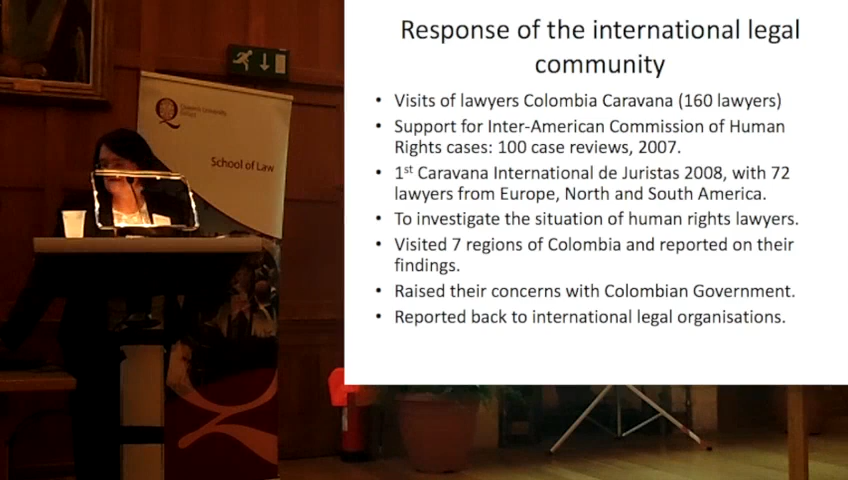 Response of the international legal
community
• Visits of lawyers Colombia Caravana (160 lawyers)
• Support for Inter-American Commission of Human
Rights cases: 100 case reviews, 2007.
• 1st Caravana International de Juristas 2008, with 72
lawyers from Europe, North and South America.
• To investigate the situation of human rights lawyers.
• Visited 7 regions of Colombia and reported on their
findings.
• Raised their concerns with Colombian Government.
• Reported back to international legal organisations.
Queen's University
Belfast
School of Law